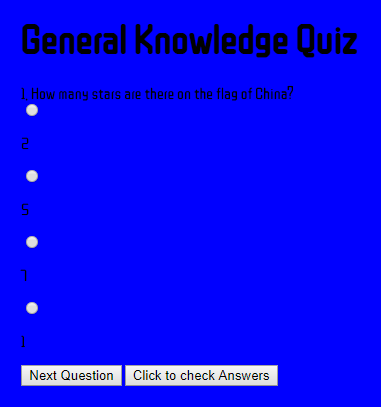 General Knowledge Quiz
1. How many stars are there on the flag of China?
2
5
7
1
Next Question Click to check Answers